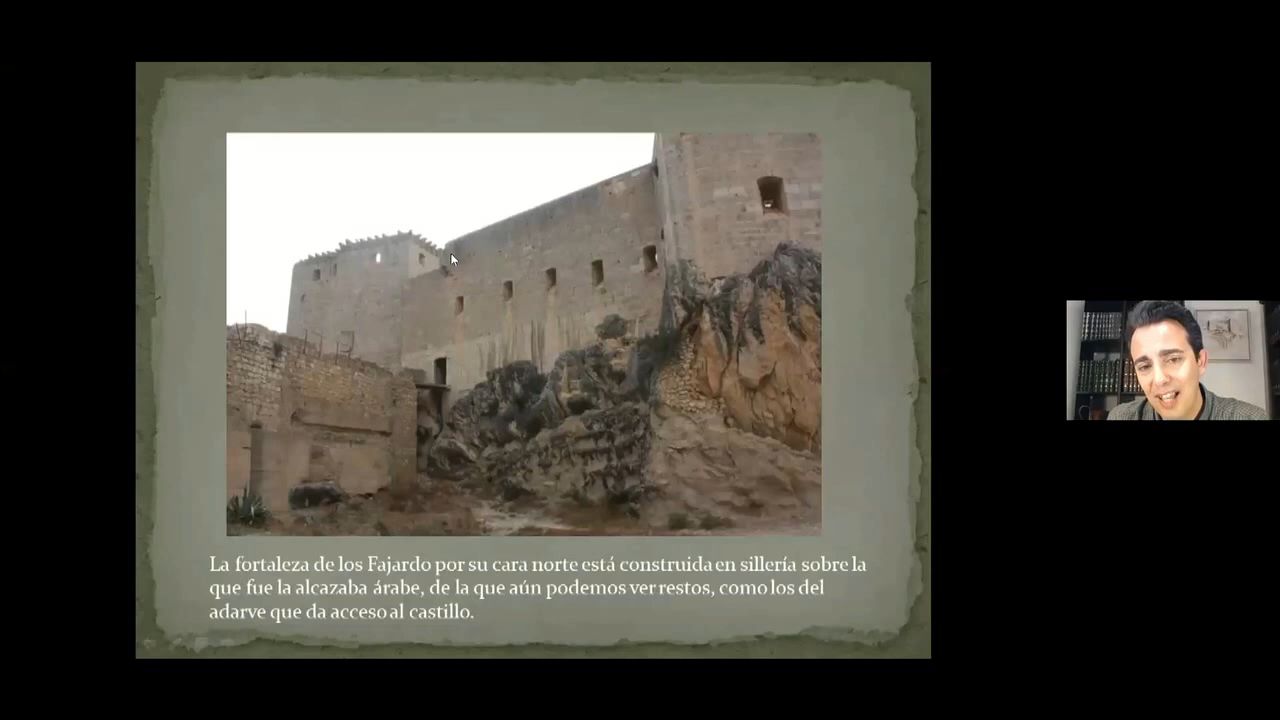 La fortaleza de los Fajardo por su cara norte está construida en sillería sobre la
que fue la alcazaba árabe, de la que aún podemos ver restos, como los del
adarve que da acceso al castillo.